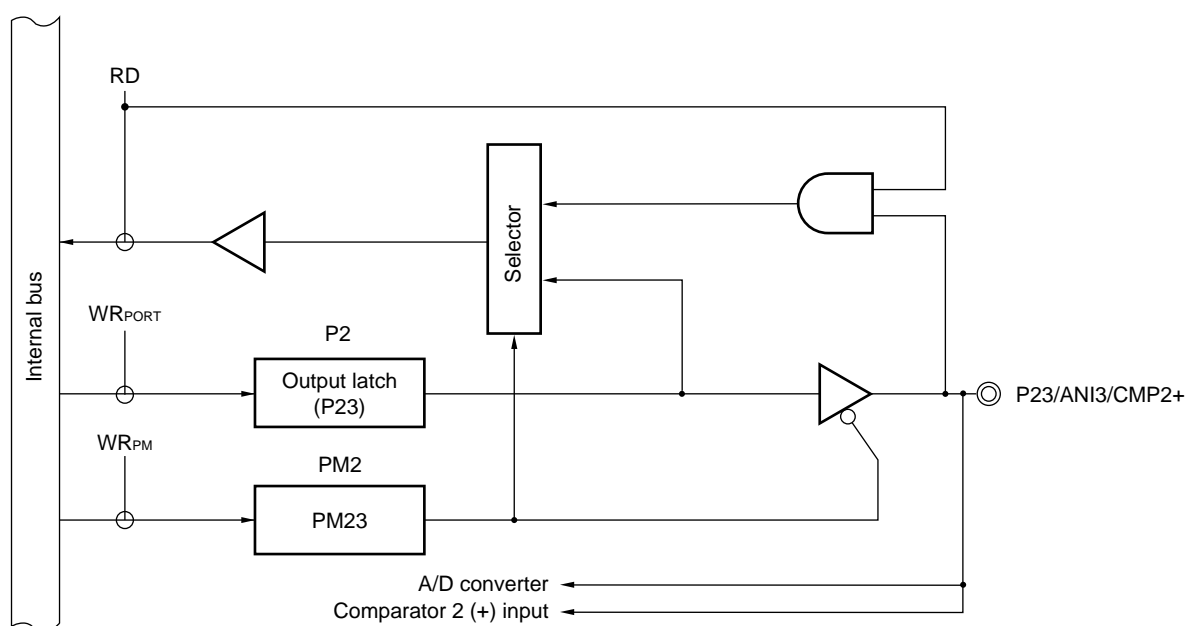 RD
Internal bus
Selector
WRPORT
P2
Output latch
(P23)
P23/ANI3/CMP2+
WRPM
PM2
PM23
A/D converter
Comparator 2 (+) input